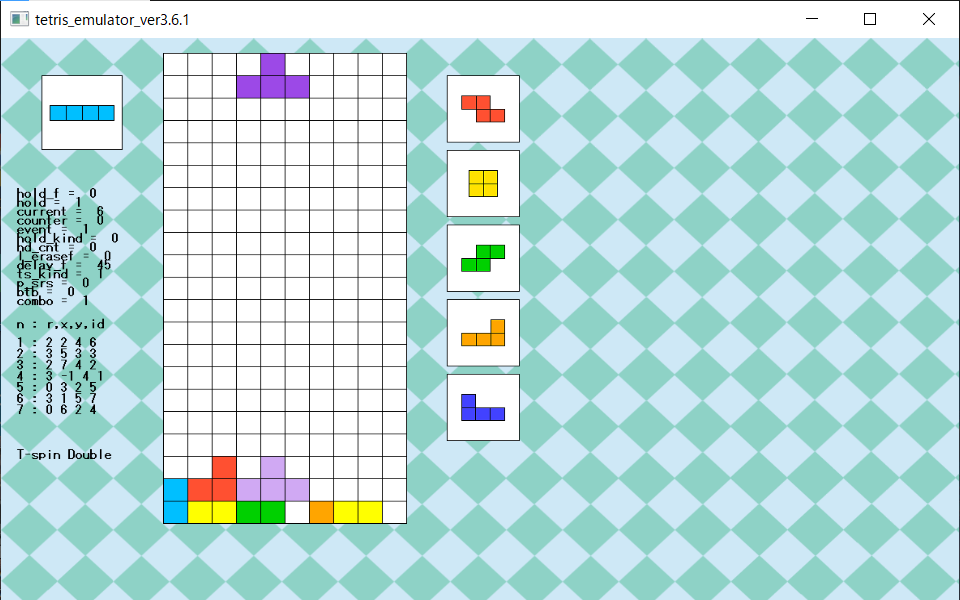 tetris_emulator_ver3.6.1
hold_f = 0
hold = 1
current = 6
counter = 0
event = 1
hold_kind = 0
hd_cnt = 0
l_erasef = 0
delay_f = 45
ts_kind = 1
p_srs = 0
btb = 0
combo = 1
n : r,x,y,id
1 : 2 2 4 6
2 : 3 5 3 3
3 : 2 7 4 2
4 : 3 -1 4 1
5 : 0 3 2 5
6 : 3 1 5 7
7 : 0 6 2 4
T-spin Double